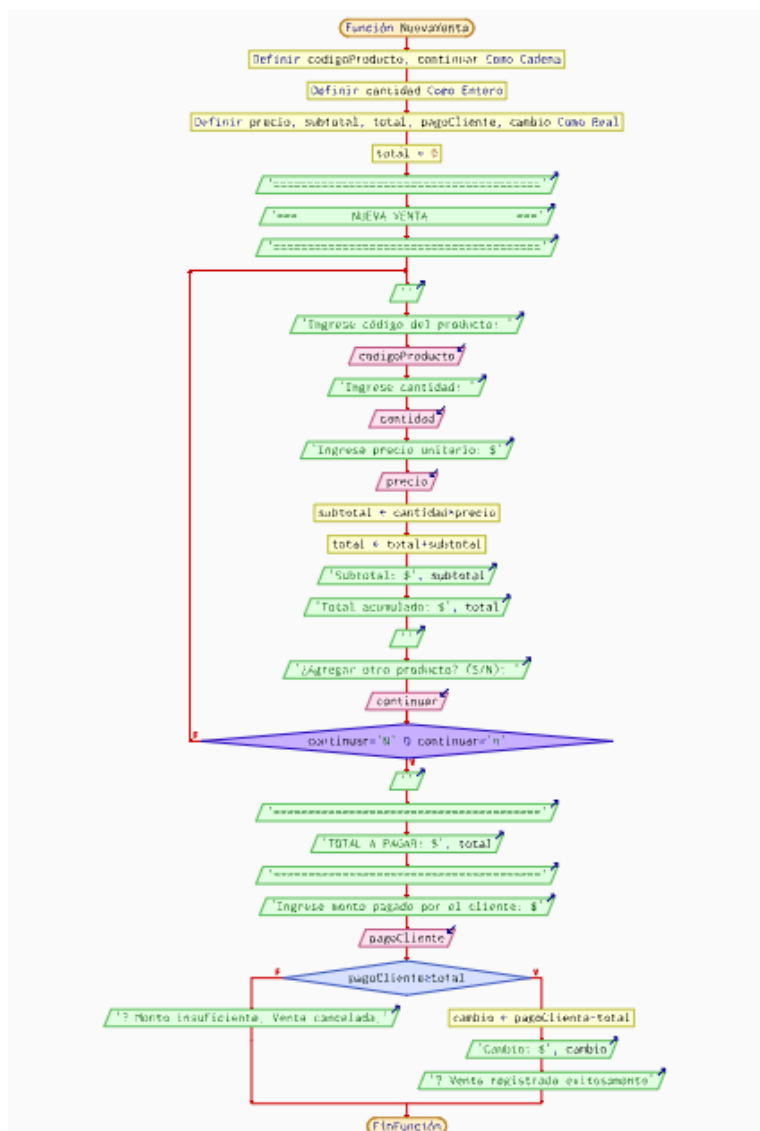 Función NuevaVenta
Definir codigoProducto, continuar Como Cadena
Definir cantidad Como Entero
Definir precio, subtotal, total, pagoCliente, cambio Como Real
total ← 0
'======================================'
'=== NUEVA VENTA ==='
'======================================'
''
'Ingrese código del producto: '
codigoProducto
'Ingrese cantidad: '
cantidad
'Ingrese precio unitario: $'
precio
subtotal ← cantidad*precio
total ← total+subtotal
'Subtotal: $', subtotal
'Total acumulado: $', total
''
'¿Agregar otro producto? (S/N): '
continuar
continuar='N' O continuar='n'
F
V
''
'======================================'
'TOTAL A PAGAR: $', total
'======================================'
'Ingrese monto pagado por el cliente: $'
pagoCliente
pagoCliente≥total
F
V
'? Monto insuficiente. Venta cancelada.'
cambio ← pagoCliente-total
'Cambio: $', cambio
'? Venta registrada exitosamente'
FinFunción